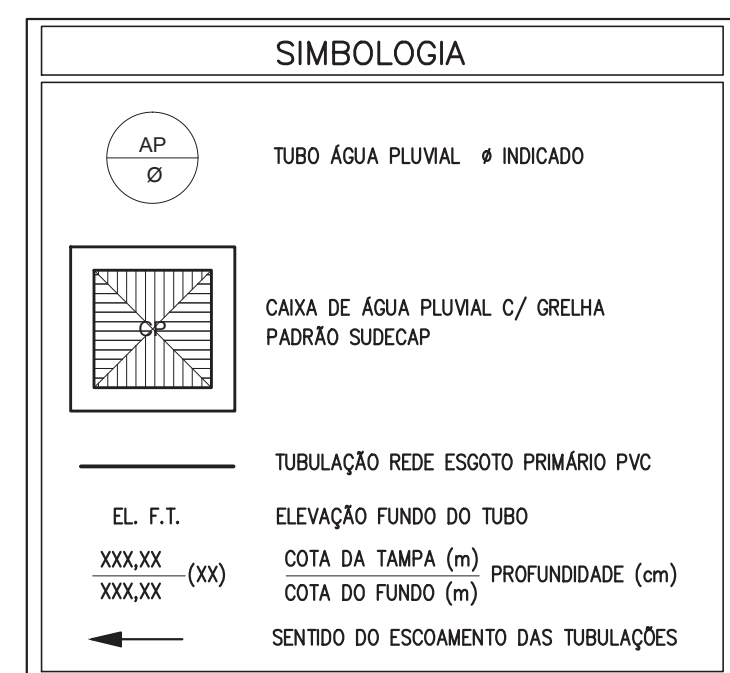 SIMBOLOGIA
AP
Ø
TUBO ÁGUA PLUVIAL ø INDICADO
CP
CAIXA DE ÁGUA PLUVIAL C/ GRELHA
PADRÃO SUDECAP
TUBULAÇÃO REDE ESGOTO PRIMÁRIO PVC
EL. F.T. ELEVAÇÃO FUNDO DO TUBO
XXX,XX
XXX,XX
(XX)
COTA DA TAMPA (m)
COTA DO FUNDO (m)
PROFUNDIDADE (cm)
SENTIDO DO ESCOAMENTO DAS TUBULAÇÕES